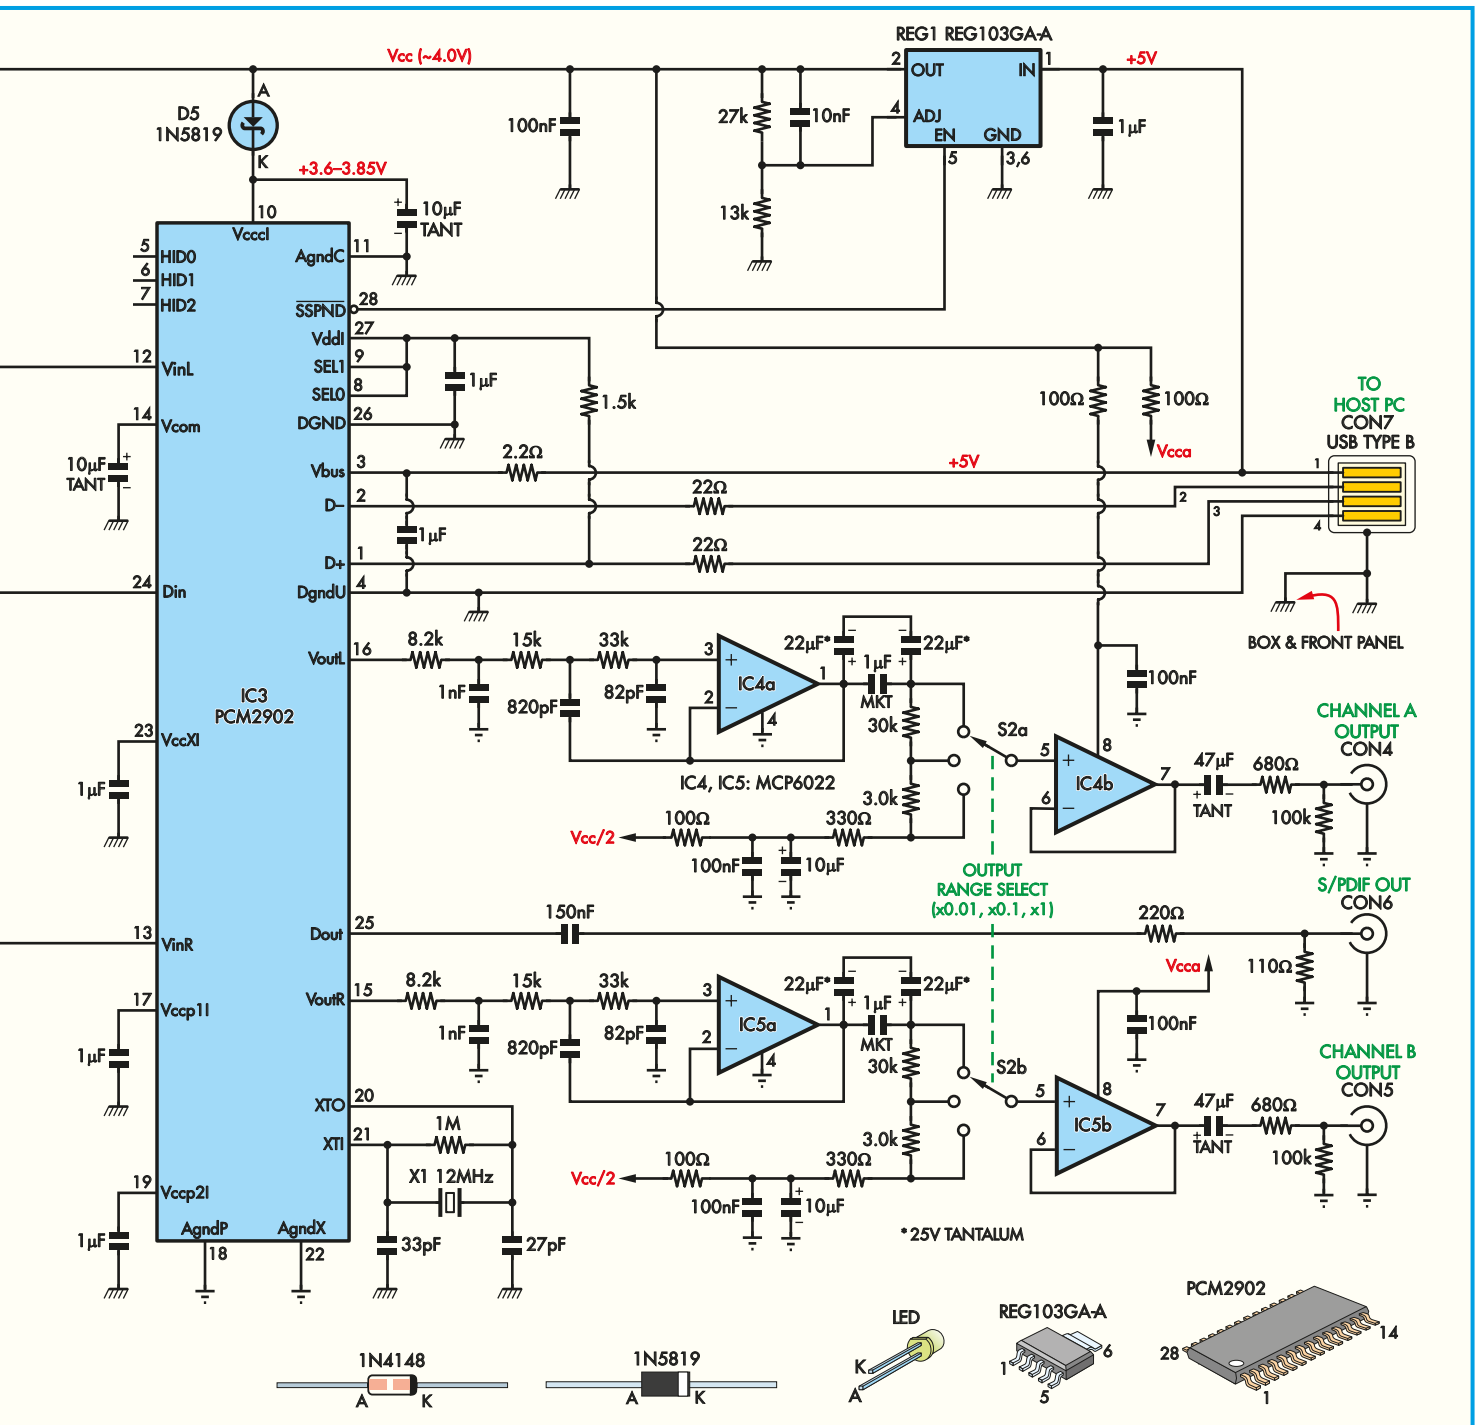 REG1 REG103GA-A
Vcc (~4.0V)
2
OUT
IN
1
+5V
A
D5
1N5819
K
100nF
27k
10nF
4
ADJ
EN
GND
5
3,6
1µF
+3.6–3.85V
10
+
10µF
TANT
–
13k
VcccI
5
HID0
6
HID1
7
HID2
AgndC
11
SSPND
28
VddI
27
12
VinL
SEL1
9
SEL0
8
1µF
1.5k
100Ω
100Ω
Vcca
TO
HOST PC
CON7
USB TYPE B
14
Vcom
DGND
26
10µF
TANT
+
–
Vbus
3
2.2Ω
+5V
1
D–
2
22Ω
2
3
4
1µF
D+
1
22Ω
24
Din
DgndU
4
BOX & FRONT PANEL
VoutL
16
8.2k
15k
33k
1nF
820pF
82pF
3
+
2
–
IC4a
1
4
22µF*
–
+
–
+
22µF*
1µF
MKT
30k
3.0k
S2a
IC4, IC5: MCP6022
100nF
IC3
PCM2902
23
VccXI
1µF
5
+
8
IC4b
6
–
7
47µF
+
–
TANT
680Ω
100k
CHANNEL A
OUTPUT
CON4
Vcc/2
100Ω
100nF
+
–
10µF
330Ω
OUTPUT
RANGE SELECT
(x0.01, x0.1, x1)
S/PDIF OUT
CON6
13
VinR
Dout
25
150nF
220Ω
110Ω
Vcca
17
Vccp1I
1µF
VoutR
15
8.2k
15k
33k
1nF
820pF
82pF
3
+
2
–
IC5a
1
4
22µF*
–
+
–
+
22µF*
1µF
MKT
30k
3.0k
S2b
100nF
5
+
8
IC5b
6
–
7
47µF
+
–
TANT
680Ω
100k
CHANNEL B
OUTPUT
CON5
XTO
20
XTI
21
1M
X1 12MHz
33pF
27pF
Vcc/2
100Ω
100nF
+
–
10µF
330Ω
19
Vccp2I
1µF
AgndP
18
AgndX
22
*25V TANTALUM
1N4148
A
K
1N5819
A
K
LED
K
A
REG103GA-A
1
5
6
PCM2902
28
14
1